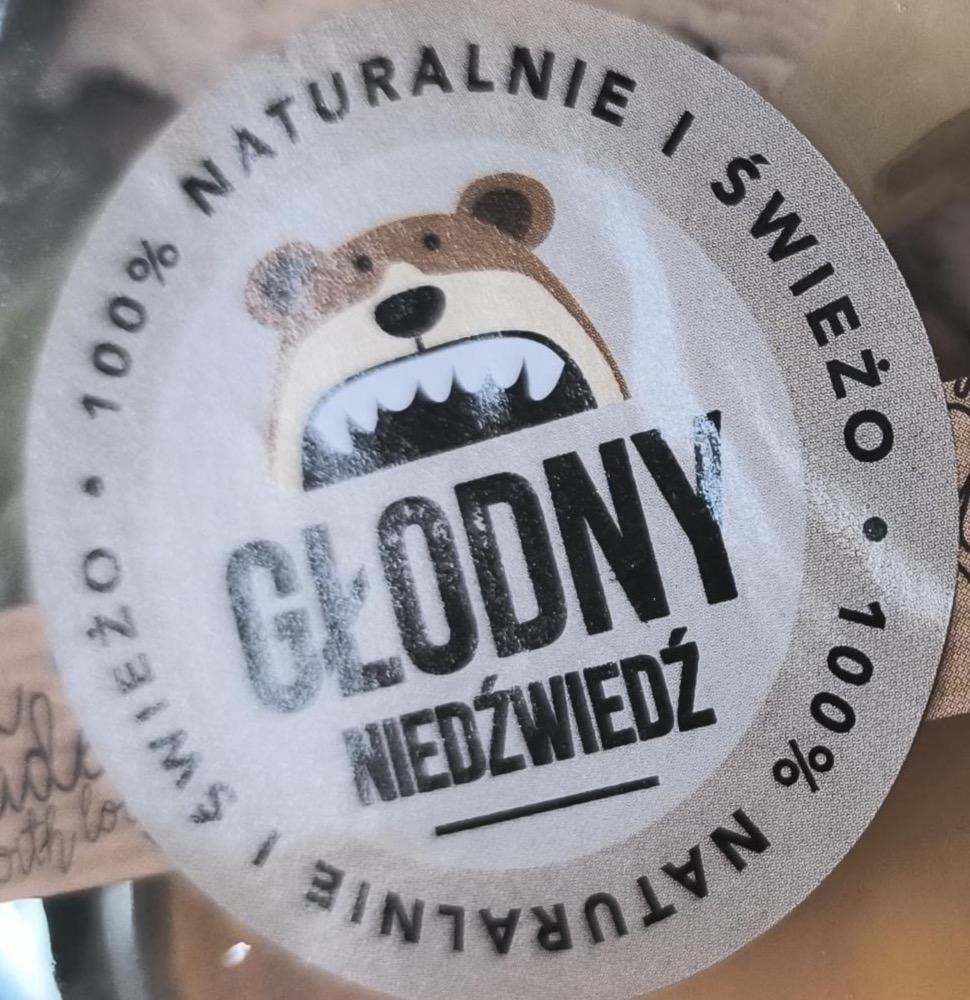 100% NATURALNIE I ŚWIEŻO • 100% NATURALNIE I ŚWIEŻO •
GŁODNY
NIEDŹWIEDŹ